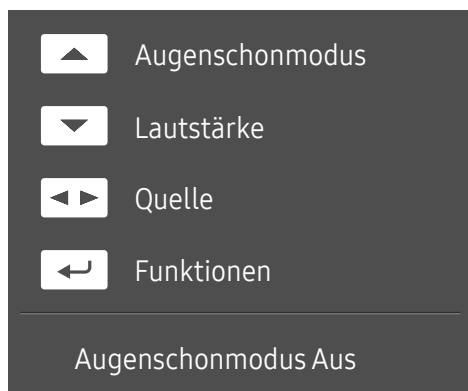 Augenschonmodus
Lautstärke
Quelle
Funktionen
Augenschonmodus Aus